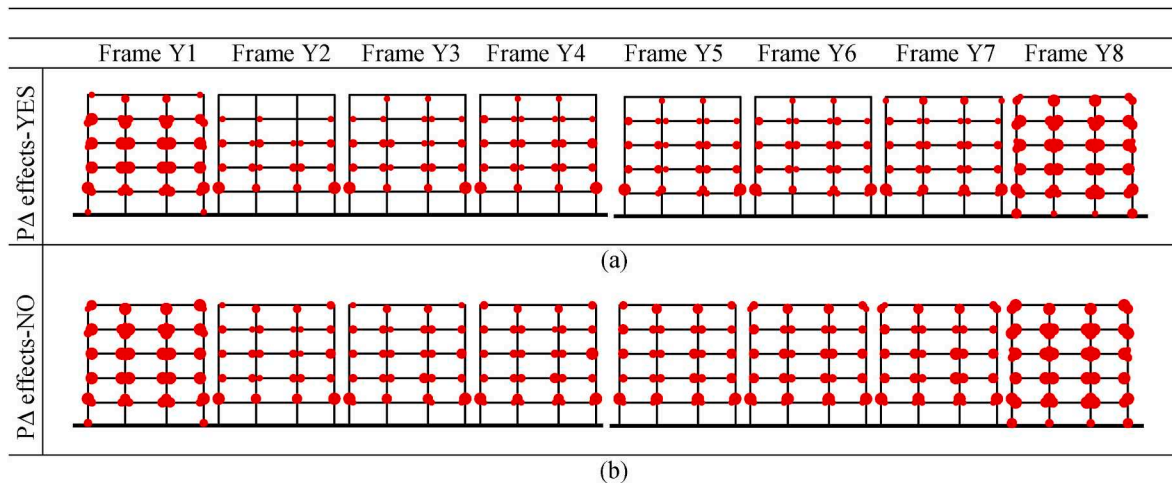 Frame Y1 Frame Y2 Frame Y3 Frame Y4 Frame Y5 Frame Y6 Frame Y7 Frame Y8
PΔ effects-YES
(a)
PΔ effects-NO
(b)